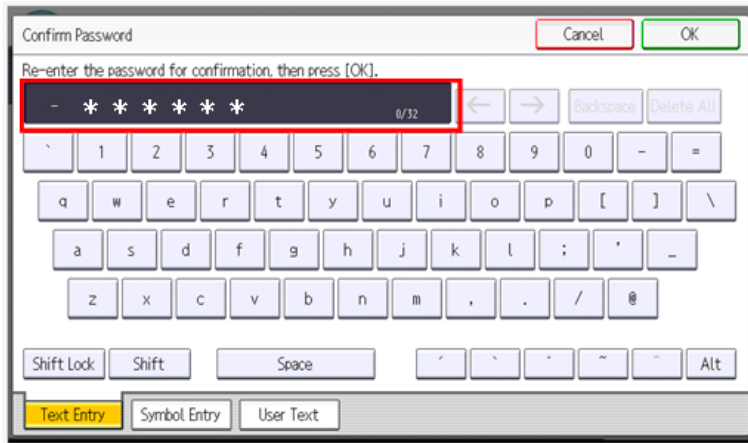 Confirm Password Cancel OK
Re-enter the password for confirmation, then press [OK].
- ****** 0/32 ← → Backspace Delete All
` 1 2 3 4 5 6 7 8 9 0 - =
q w e r t y u i o p [ ] \
a s d f g h j k l ; ' _
z x c v b n m , . / @
Shift Lock Shift Space ´ ` ^ ~ ¨ Alt
Text Entry Symbol Entry User Text